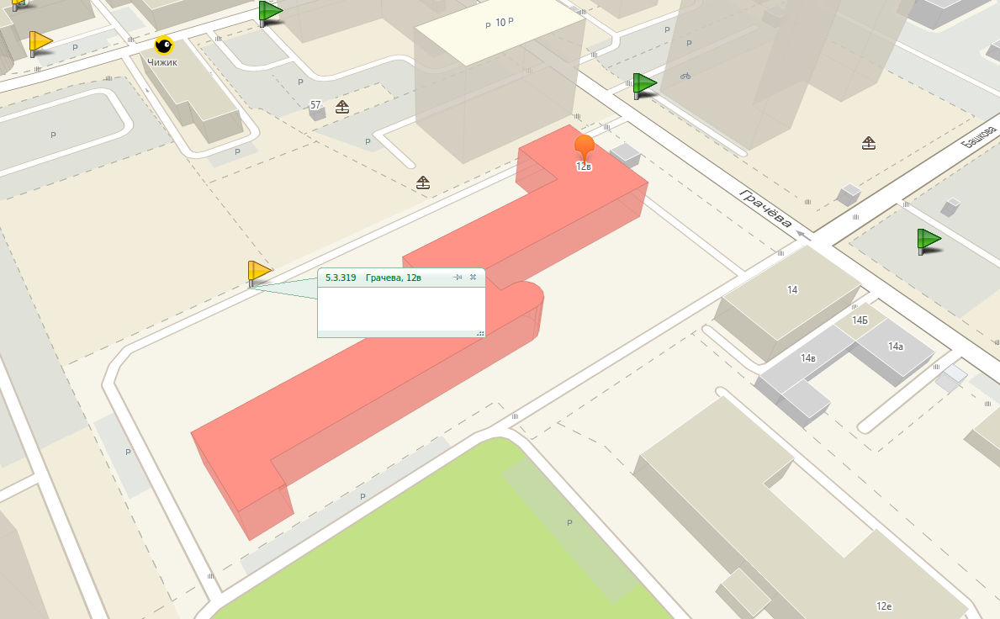 P 10 P
P
P
P
Чижик
P
57
P
P
P
Башкова
12в
Грачёва
5.3.319 Грачева, 12в
14
14Б
14а
14в
P
P
P
12е